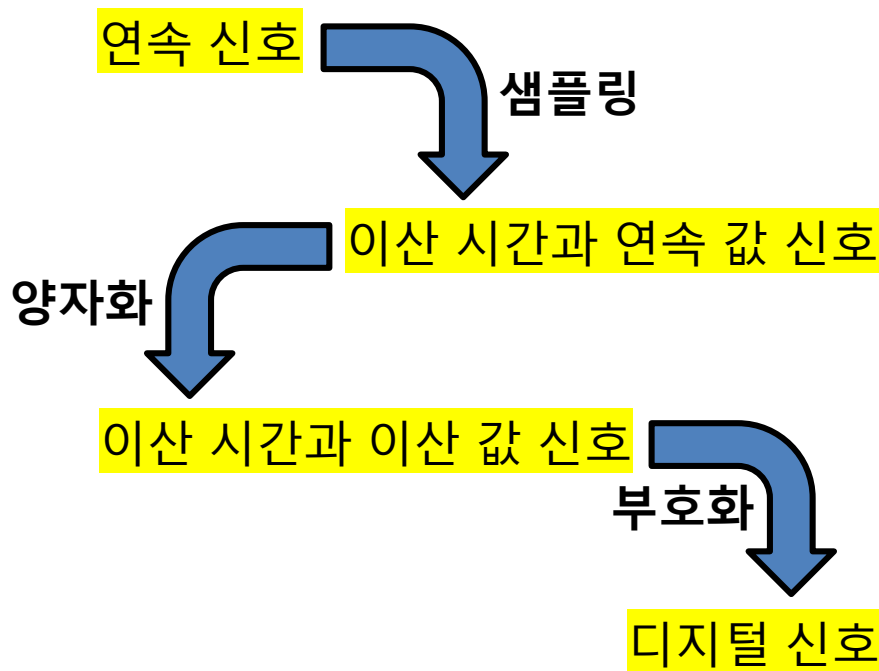 연속 신호
샘플링
이산 시간과 연속 값 신호
양자화
이산 시간과 이산 값 신호
부호화
디지털 신호